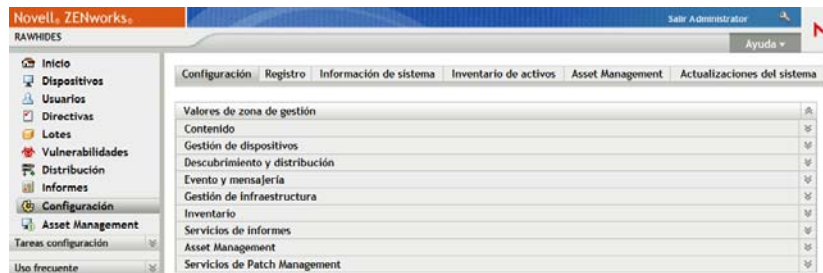 Novell® ZENworks®
Salir Administrator
RAWHIDES
Ayuda
N
Inicio
Dispositivos
Usuarios
Directivas
Lotes
Vulnerabilidades
Distribución
Informes
Configuración
Asset Management
Tareas configuración
Uso frecuente
Configuración Registro Información de sistema Inventario de activos Asset Management Actualizaciones del sistema
Valores de zona de gestión
Contenido
Gestión de dispositivos
Descubrimiento y distribución
Evento y mensajería
Gestión de infraestructura
Inventario
Servicios de informes
Asset Management
Servicios de Patch Management